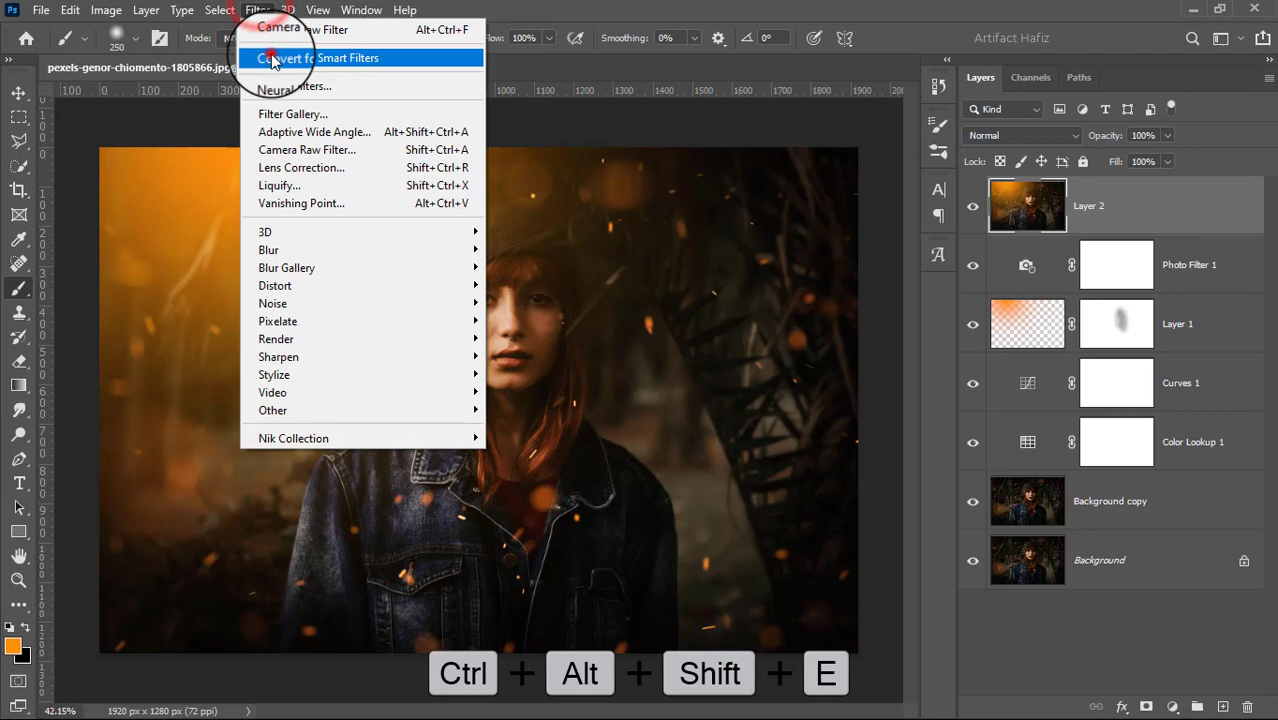 Ps File Edit Image Layer Type Select Filter 3D View Window Help
250 Mode: Flow: 100% Smoothing: 0% 0° Artisoft Hafiz
pexels-genor-chiomento-1805866.jpg
Camera Raw Filter Alt+Ctrl+F
Convert for Smart Filters
Neural Filters...
Filter Gallery...
Adaptive Wide Angle... Alt+Shift+Ctrl+A
Camera Raw Filter... Shift+Ctrl+A
Lens Correction... Shift+Ctrl+R
Liquify... Shift+Ctrl+X
Vanishing Point... Alt+Ctrl+V
3D
Blur
Blur Gallery
Distort
Noise
Pixelate
Render
Sharpen
Stylize
Video
Other
Nik Collection
Layers Channels Paths
Kind
Normal Opacity: 100%
Lock: Fill: 100%
Layer 2
Photo Filter 1
Layer 1
Curves 1
Color Lookup 1
Background copy
Background
Ctrl + Alt + Shift + E
42.15% 1920 px x 1280 px (72 ppi)